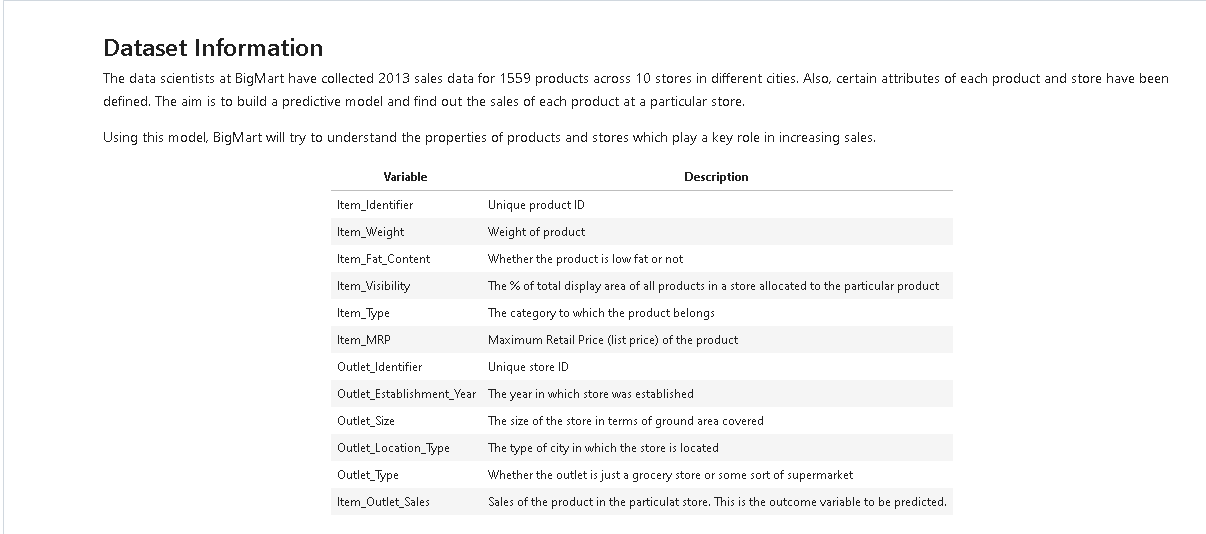 Dataset Information
The data scientists at BigMart have collected 2013 sales data for 1559 products across 10 stores in different cities. Also, certain attributes of each product and store have been
defined. The aim is to build a predictive model and find out the sales of each product at a particular store.
Using this model, BigMart will try to understand the properties of products and stores which play a key role in increasing sales.
Variable Description
Item_Identifier Unique product ID
Item_Weight Weight of product
Item_Fat_Content Whether the product is low fat or not
Item_Visibility The % of total display area of all products in a store allocated to the particular product
Item_Type The category to which the product belongs
Item_MRP Maximum Retail Price (list price) of the product
Outlet_Identifier Unique store ID
Outlet_Establishment_Year The year in which store was established
Outlet_Size The size of the store in terms of ground area covered
Outlet_Location_Type The type of city in which the store is located
Outlet_Type Whether the outlet is just a grocery store or some sort of supermarket
Item_Outlet_Sales Sales of the product in the particulat store. This is the outcome variable to be predicted.